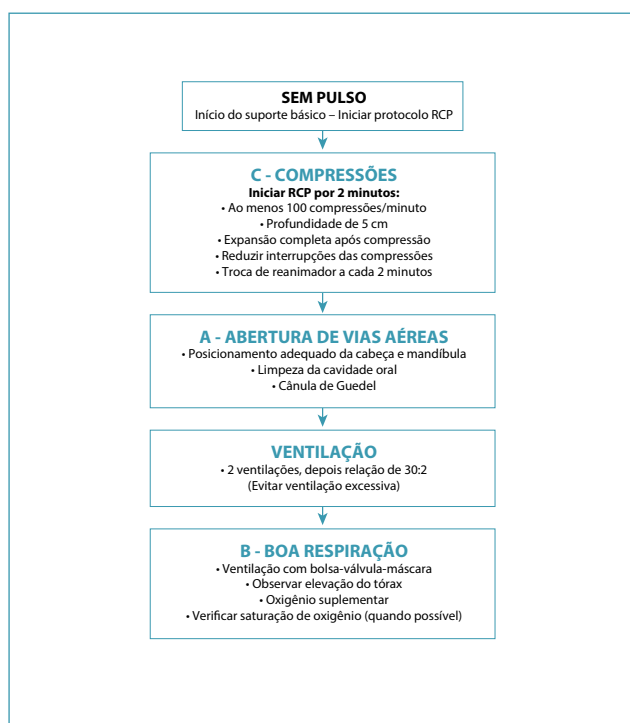 SEM PULSO
Início do suporte básico – Iniciar protocolo RCP
C - COMPRESSÕES
Iniciar RCP por 2 minutos:
• Ao menos 100 compressões/minuto
• Profundidade de 5 cm
• Expansão completa após compressão
• Reduzir interrupções das compressões
• Troca de reanimador a cada 2 minutos
A - ABERTURA DE VIAS AÉREAS
• Posicionamento adequado da cabeça e mandíbula
• Limpeza da cavidade oral
• Cânula de Guedel
VENTILAÇÃO
• 2 ventilações, depois relação de 30:2
(Evitar ventilação excessiva)
B - BOA RESPIRAÇÃO
• Ventilação com bolsa-válvula-máscara
• Observar elevação do tórax
• Oxigênio suplementar
• Verificar saturação de oxigênio (quando possível)